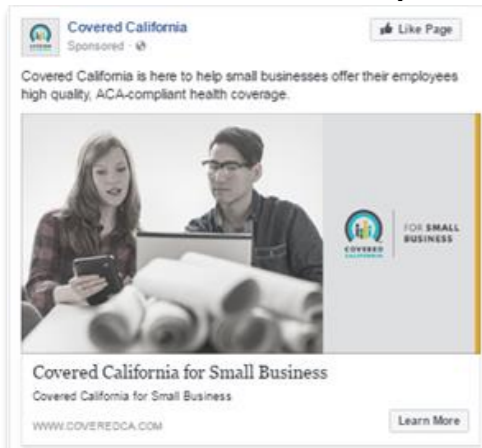 Covered California
Sponsored ·
Like Page
Covered California is here to help small businesses offer their employees
high quality, ACA-compliant health coverage.
COVERED
CALIFORNIA
FOR SMALL
BUSINESS
Covered California for Small Business
Covered California for Small Business
WWW.COVEREDCA.COM
Learn More